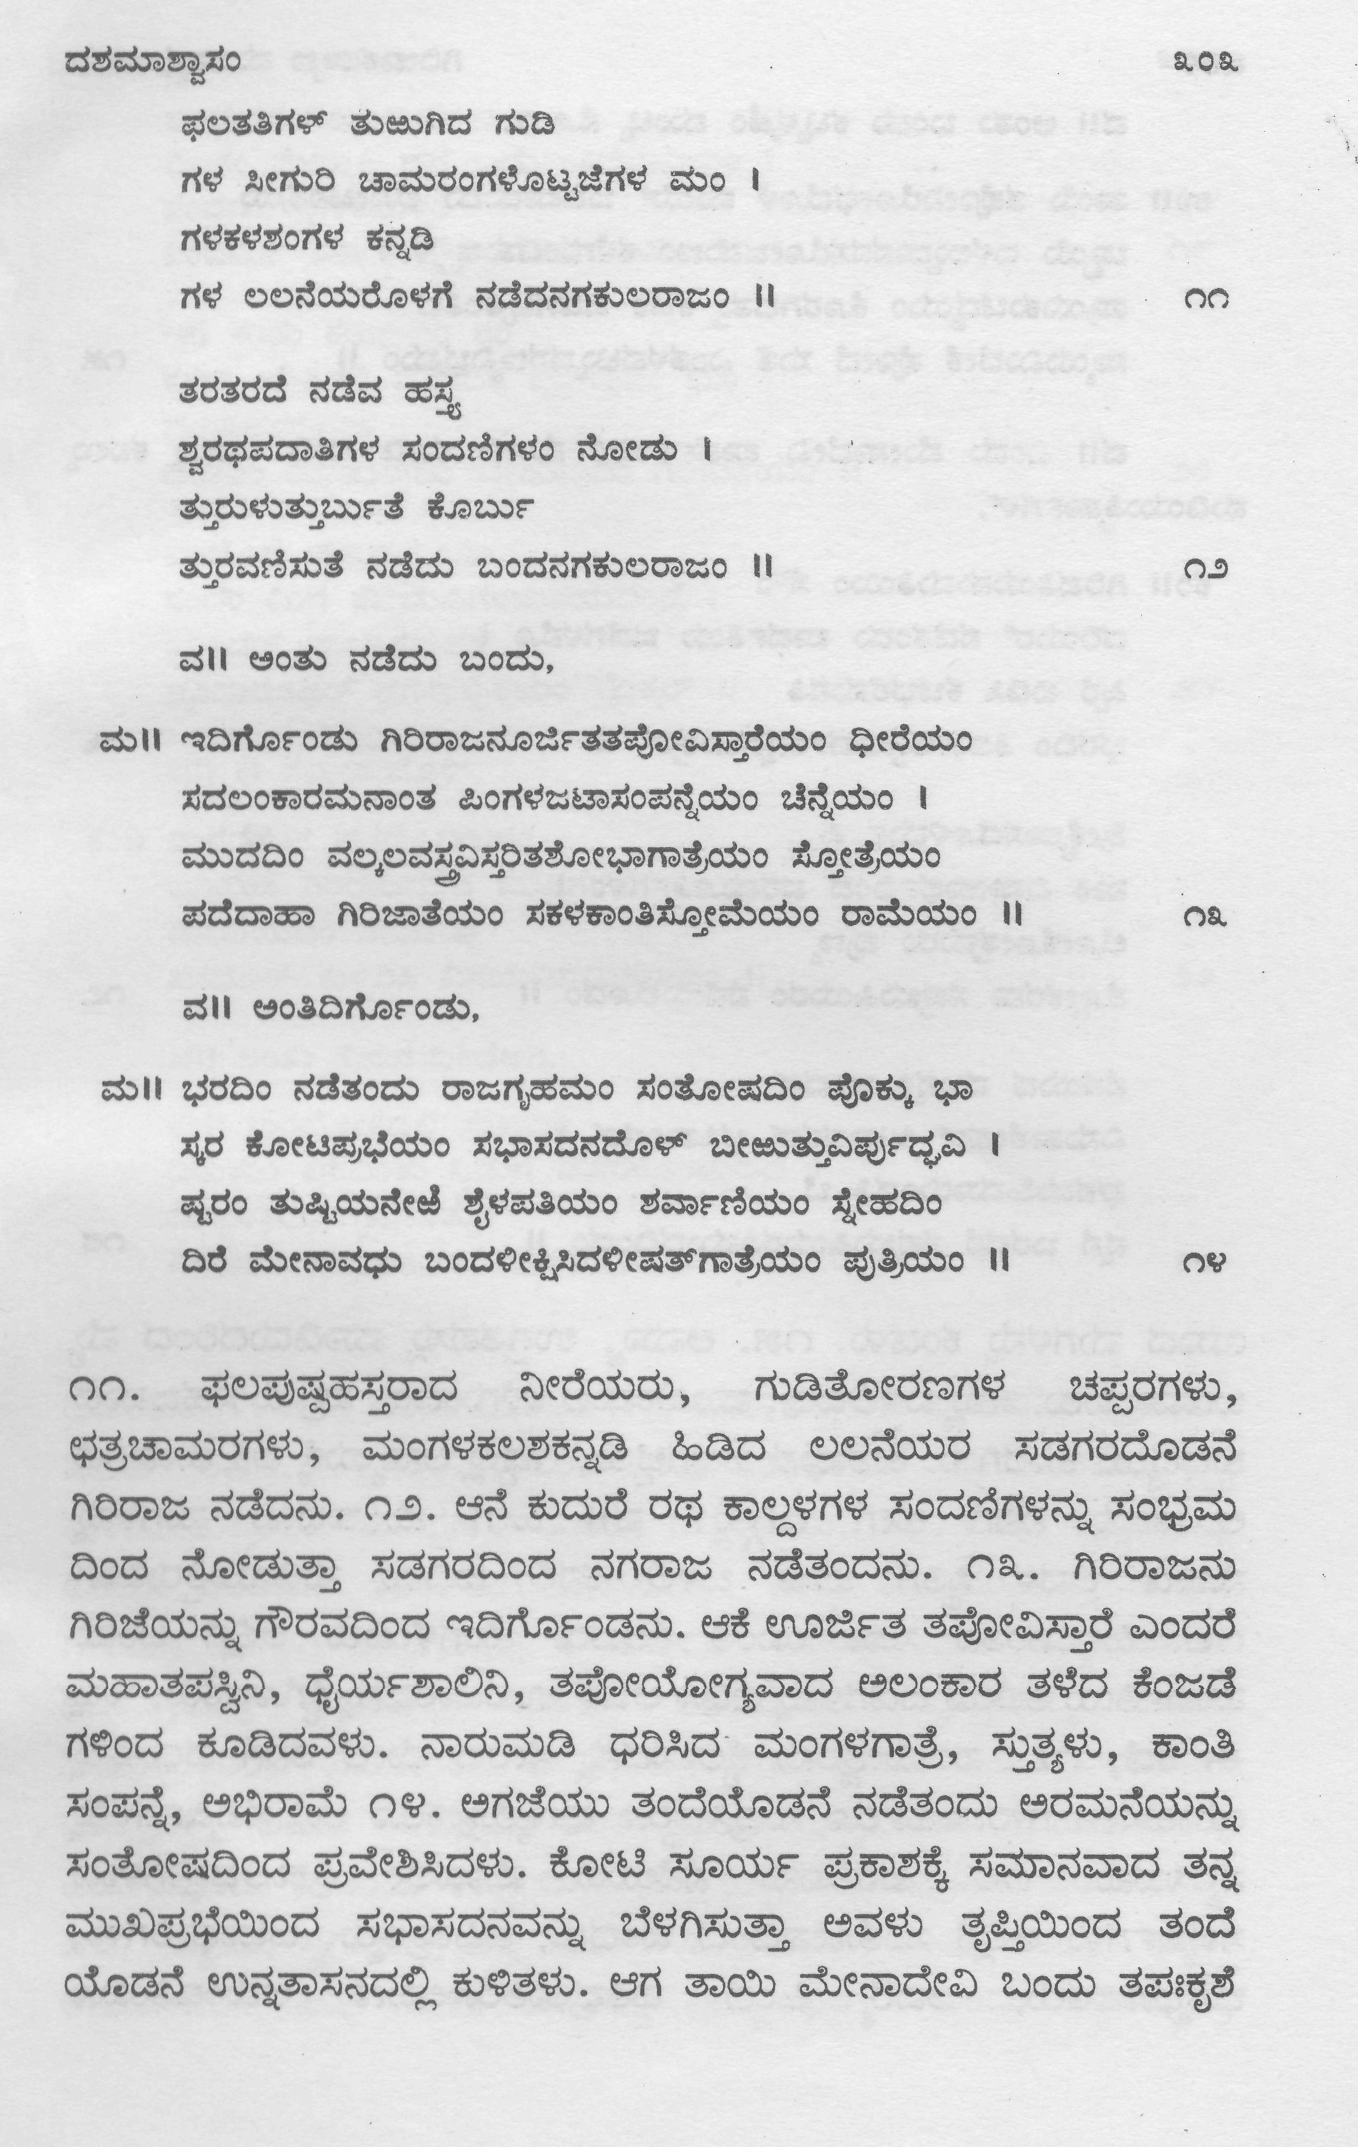 ದಶಮಾಶ್ವಾಸಂ ೩೦೩
ಫಲತತಿಗಳ್ ತುಱುಗಿದ ಗುಡಿ
ಗಳ ಸೀಗುರಿ ಚಾಮರಂಗಳೊಟ್ಟಜೆಗಳ ಮಂ ।
ಗಳಕಳಶಂಗಳ ಕನ್ನಡಿ
ಗಳ ಲಲನೆಯರೊಳಗೆ ನಡೆದನಗಕುಲರಾಜಂ ॥ ೧೧
ತರತರದೆ ನಡೆವ ಹಸ್ತ್ಯ
ಶ್ವರಥಪದಾತಿಗಳ ಸಂದಣಿಗಳಂ ನೋಡು ।
ತ್ತುರುಳುತ್ತುರ್ಬುತೆ ಕೊರ್ಬು
ತ್ತುರವಣಿಸುತೆ ನಡೆದು ಬಂದನಗಕುಲರಾಜಂ ॥ ೧೨
ವ॥ ಅಂತು ನಡೆದು ಬಂದು,
ಮ॥ ಇದಿರ್ಗೊಂಡು ಗಿರಿರಾಜನೂರ್ಜಿತತಪೋವಿಸ್ತಾರೆಯಂ ಧೀರೆಯಂ
ಸದಲಂಕಾರಮನಾಂತ ಪಿಂಗಳಜಟಾಸಂಪನ್ನೆಯಂ ಚೆನ್ನೆಯಂ ।
ಮುದದಿಂ ವಲ್ಕಲವಸ್ತ್ರವಿಸ್ತರಿತಶೋಭಾಗಾತ್ರೆಯಂ ಸ್ತೋತ್ರೆಯಂ
ಪದೆದಾಹಾ ಗಿರಿಜಾತೆಯಂ ಸಕಳಕಾಂತಿಸ್ತೋಮೆಯಂ ರಾಮೆಯಂ ॥ ೧೩
ವ॥ ಅಂತಿದಿರ್ಗೊಂಡು,
ಮ॥ ಭರದಿಂ ನಡೆತಂದು ರಾಜಗೃಹಮಂ ಸಂತೋಷದಿಂ ಪೊಕ್ಕು ಭಾ
ಸ್ಕರ ಕೋಟಿಪ್ರಭೆಯಂ ಸಭಾಸದನದೊಳ್ ಬೀಱುತ್ತುವಿರ್ಪುದ್ಘವಿ ।
ಷ್ಟರಂ ತುಷ್ಟಿಯನೇಱೆ ಶೈಳಪತಿಯಂ ಶರ್ವಾಣಿಯಂ ಸ್ನೇಹದಿಂ
ದಿರೆ ಮೇನಾವಧು ಬಂದಳೀಕ್ಷಿಸಿದಳೀಷತ್‌ಗಾತ್ರೆಯಂ ಪುತ್ರಿಯಂ ॥ ೧೪
೧೧. ಫಲಪುಷ್ಪಹಸ್ತರಾದ ನೀರೆಯರು, ಗುಡಿತೋರಣಗಳ ಚಪ್ಪರಗಳು,
ಛತ್ರಚಾಮರಗಳು, ಮಂಗಳಕಲಶಕನ್ನಡಿ ಹಿಡಿದ ಲಲನೆಯರ ಸಡಗರದೊಡನೆ
ಗಿರಿರಾಜ ನಡೆದನು. ೧೨. ಆನೆ ಕುದುರೆ ರಥ ಕಾಲ್ದಳಗಳ ಸಂದಣಿಗಳನ್ನು ಸಂಭ್ರಮ
ದಿಂದ ನೋಡುತ್ತಾ ಸಡಗರದಿಂದ ನಗರಾಜ ನಡೆತಂದನು. ೧೩. ಗಿರಿರಾಜನು
ಗಿರಿಜೆಯನ್ನು ಗೌರವದಿಂದ ಇದಿರ್ಗೊಂಡನು. ಆಕೆ ಊರ್ಜಿತ ತಪೋವಿಸ್ತಾರೆ ಎಂದರೆ
ಮಹಾತಪಸ್ವಿನಿ, ಧೈರ್ಯಶಾಲಿನಿ, ತಪೋಯೋಗ್ಯವಾದ ಅಲಂಕಾರ ತಳೆದ ಕೆಂಜಡೆ
ಗಳಿಂದ ಕೂಡಿದವಳು. ನಾರುಮಡಿ ಧರಿಸಿದ ಮಂಗಳಗಾತ್ರೆ, ಸ್ತುತ್ಯಳು, ಕಾಂತಿ
ಸಂಪನ್ನೆ, ಅಭಿರಾಮೆ ೧೪. ಅಗಜೆಯು ತಂದೆಯೊಡನೆ ನಡೆತಂದು ಅರಮನೆಯನ್ನು
ಸಂತೋಷದಿಂದ ಪ್ರವೇಶಿಸಿದಳು. ಕೋಟಿ ಸೂರ್ಯ ಪ್ರಕಾಶಕ್ಕೆ ಸಮಾನವಾದ ತನ್ನ
ಮುಖಪ್ರಭೆಯಿಂದ ಸಭಾಸದನವನ್ನು ಬೆಳಗಿಸುತ್ತಾ ಅವಳು ತೃಪ್ತಿಯಿಂದ ತಂದೆ
ಯೊಡನೆ ಉನ್ನತಾಸನದಲ್ಲಿ ಕುಳಿತಳು. ಆಗ ತಾಯಿ ಮೇನಾದೇವಿ ಬಂದು ತಪಃಕೃಶೆ